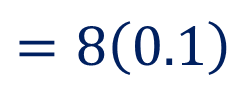 = 8(0.1)